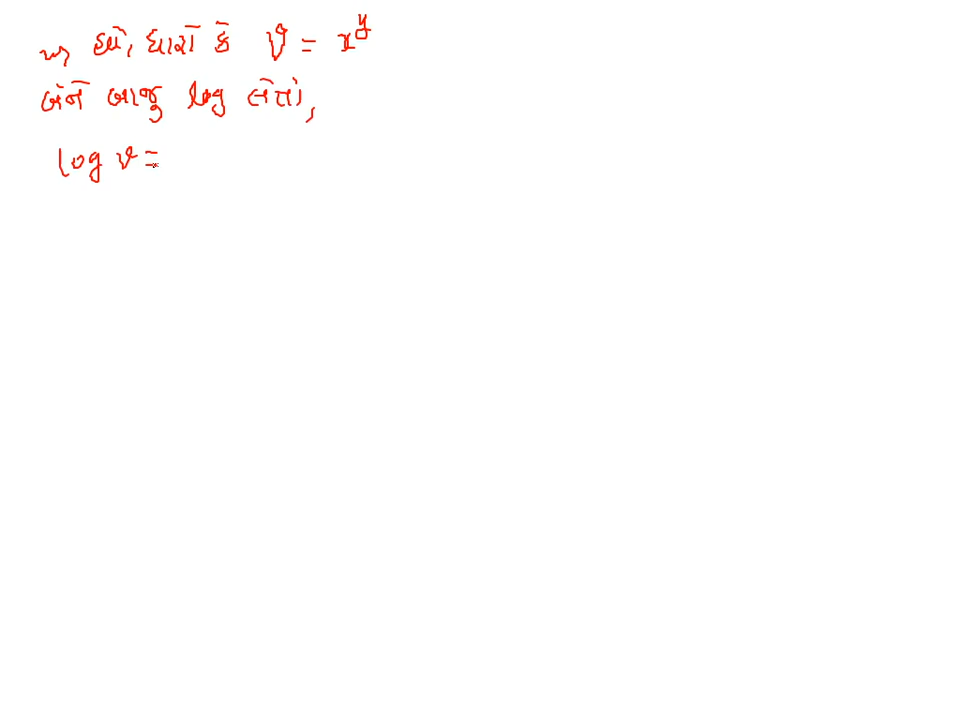 હવે, ધારો કે v = x^y
બંને બાજુ log લેતાં,
log v =